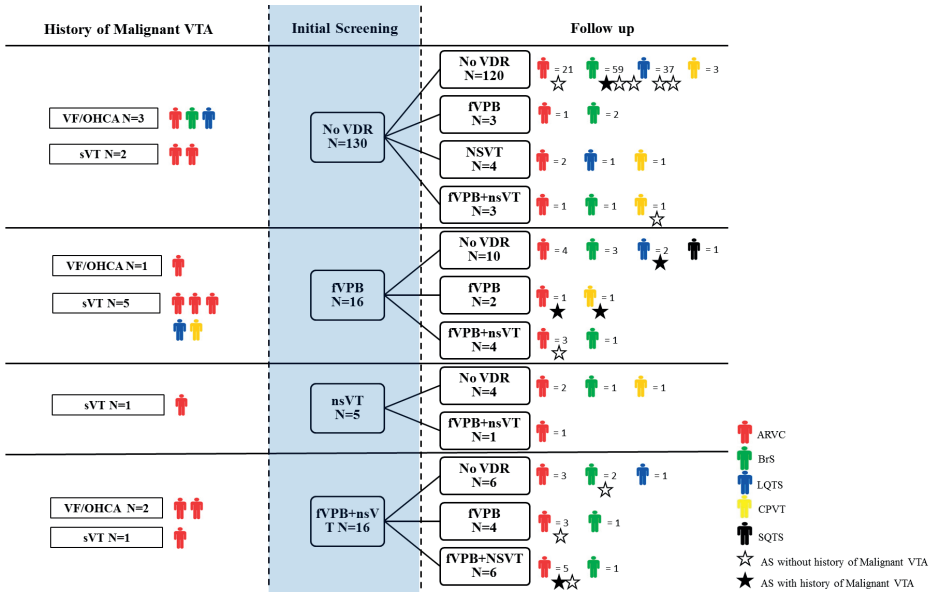 History of Malignant VTA
Initial Screening
Follow up
VF/OHCA N=3
sVT N=2
No VDR
N=130
No VDR
N=120
= 21
= 59
= 37
= 3
fVPB
N=3
= 1
= 2
NSVT
N=4
= 2
= 1
= 1
fVPB+nsVT
N=3
= 1
= 1
= 1
VF/OHCA N=1
sVT N=5
fVPB
N=16
No VDR
N=10
= 4
= 3
= 2
= 1
fVPB
N=2
= 1
= 1
fVPB+nsVT
N=4
= 3
= 1
sVT N=1
nsVT
N=5
No VDR
N=4
= 2
= 1
= 1
fVPB+nsVT
N=1
= 1
VF/OHCA N=2
sVT N=1
fVPB+nsV
T N=16
No VDR
N=6
= 3
= 2
= 1
fVPB
N=4
= 3
= 1
fVPB+NSVT
N=6
= 5
= 1
ARVC
BrS
LQTS
CPVT
SQTS
AS without history of Malignant VTA
AS with history of Malignant VTA